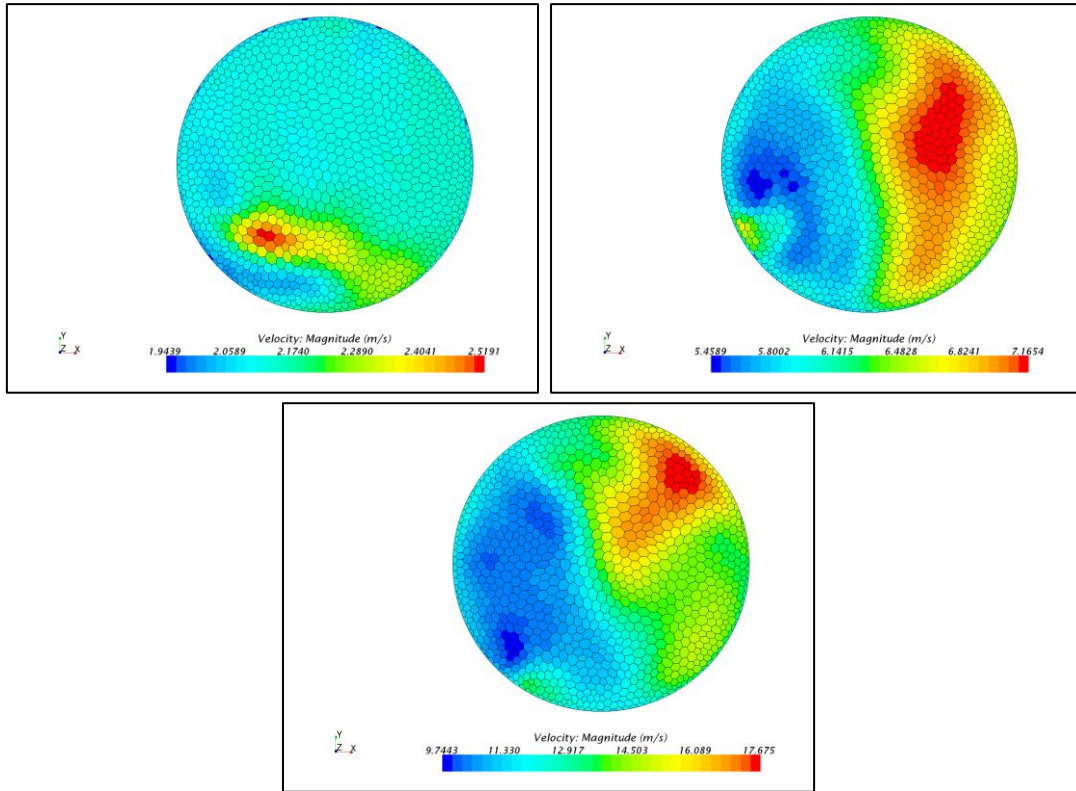 Y
Z X
Velocity: Magnitude (m/s)
1.9439 2.0589 2.1740 2.2890 2.4041 2.5191
Y
Z X
Velocity: Magnitude (m/s)
5.4589 5.8002 6.1415 6.4828 6.8241 7.1654
Y
Z X
Velocity: Magnitude (m/s)
9.7443 11.330 12.917 14.503 16.089 17.675